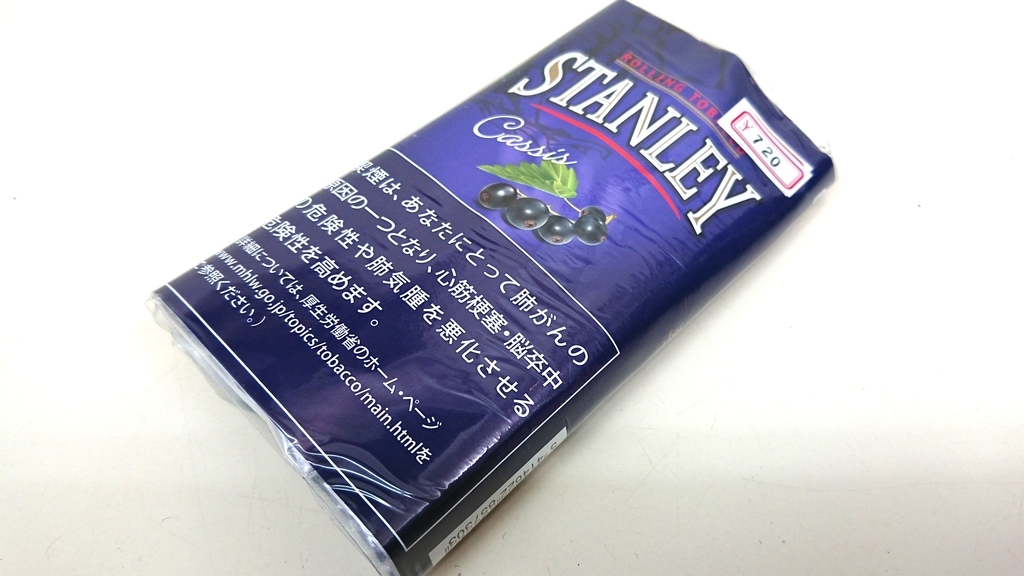 ROLLING TOBACCO
STANLEY
Cassis
¥720
喫煙は、あなたにとって肺がんの
原因の一つとなり、心筋梗塞・脳卒中
の危険性や肺気腫を悪化させる
危険性を高めます。
詳細については、厚生労働省のホーム・ページ
www.mhlw.go.jp/topics/tobacco/main.htmlを
ご参照ください。）